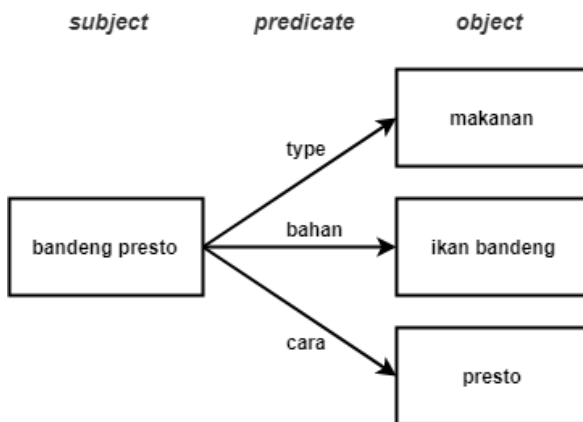 subject predicate object
makanan
type
bandeng presto bahan ikan bandeng
cara
presto